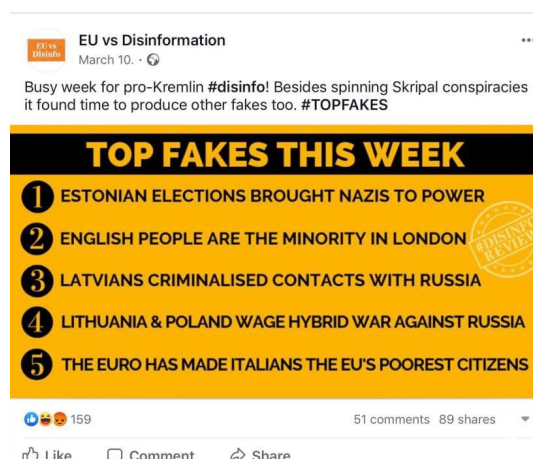 EU vs
Disinfo
EU vs Disinformation
March 10. ·
Busy week for pro-Kremlin #disinfo! Besides spinning Skripal conspiracies
it found time to produce other fakes too. #TOPFAKES
TOP FAKES THIS WEEK
1 ESTONIAN ELECTIONS BROUGHT NAZIS TO POWER
2 ENGLISH PEOPLE ARE THE MINORITY IN LONDON
#DISINFO
REVIEW
3 LATVIANS CRIMINALISED CONTACTS WITH RUSSIA
4 LITHUANIA & POLAND WAGE HYBRID WAR AGAINST RUSSIA
5 THE EURO HAS MADE ITALIANS THE EU'S POOREST CITIZENS
159 51 comments 89 shares
Like Comment Share